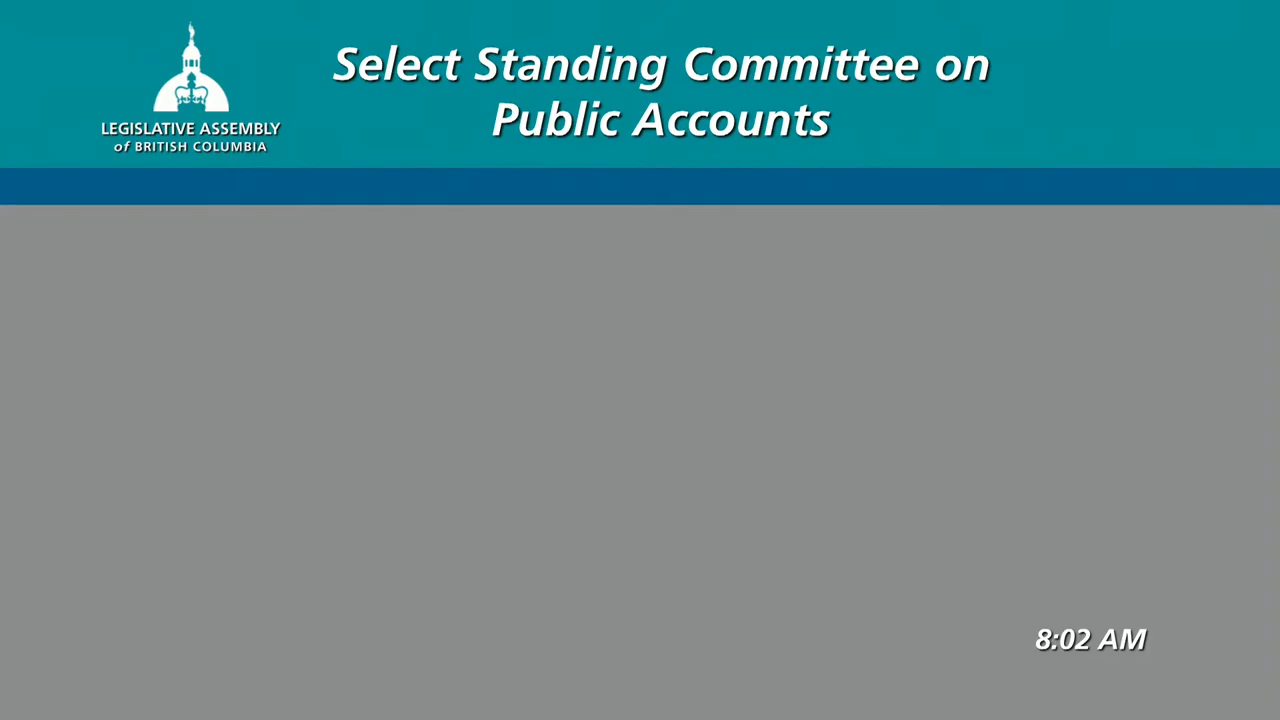 Select Standing Committee on
Public Accounts
LEGISLATIVE ASSEMBLY
of BRITISH COLUMBIA
8:02 AM